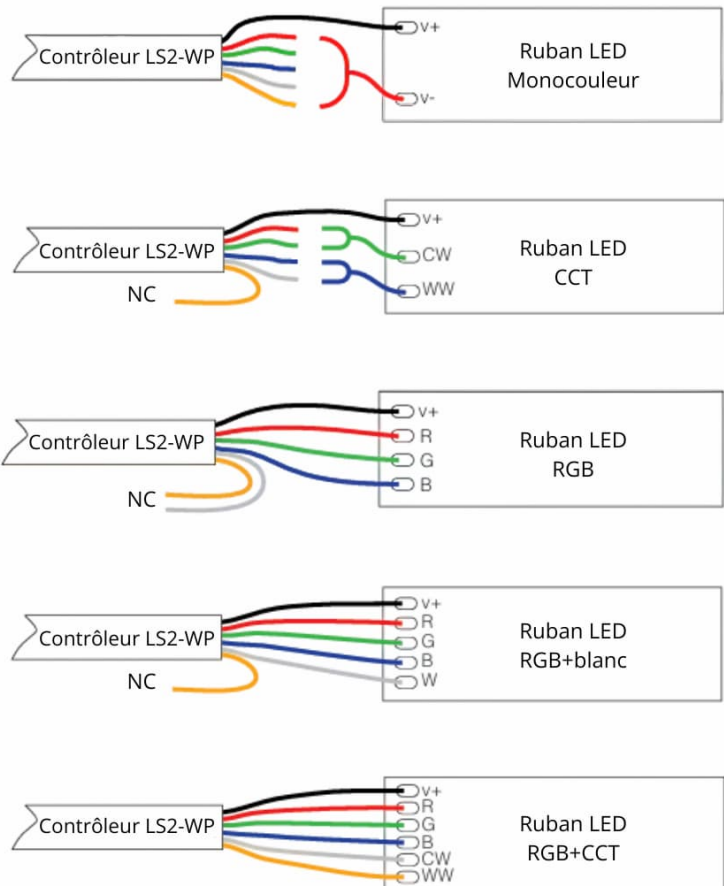 Contrôleur LS2-WP
V+
V-
Ruban LED
Monocouleur
Contrôleur LS2-WP
NC
V+
CW
WW
Ruban LED
CCT
Contrôleur LS2-WP
NC
V+
R
G
B
Ruban LED
RGB
Contrôleur LS2-WP
NC
V+
R
G
B
W
Ruban LED
RGB+blanc
Contrôleur LS2-WP
V+
R
G
B
CW
WW
Ruban LED
RGB+CCT